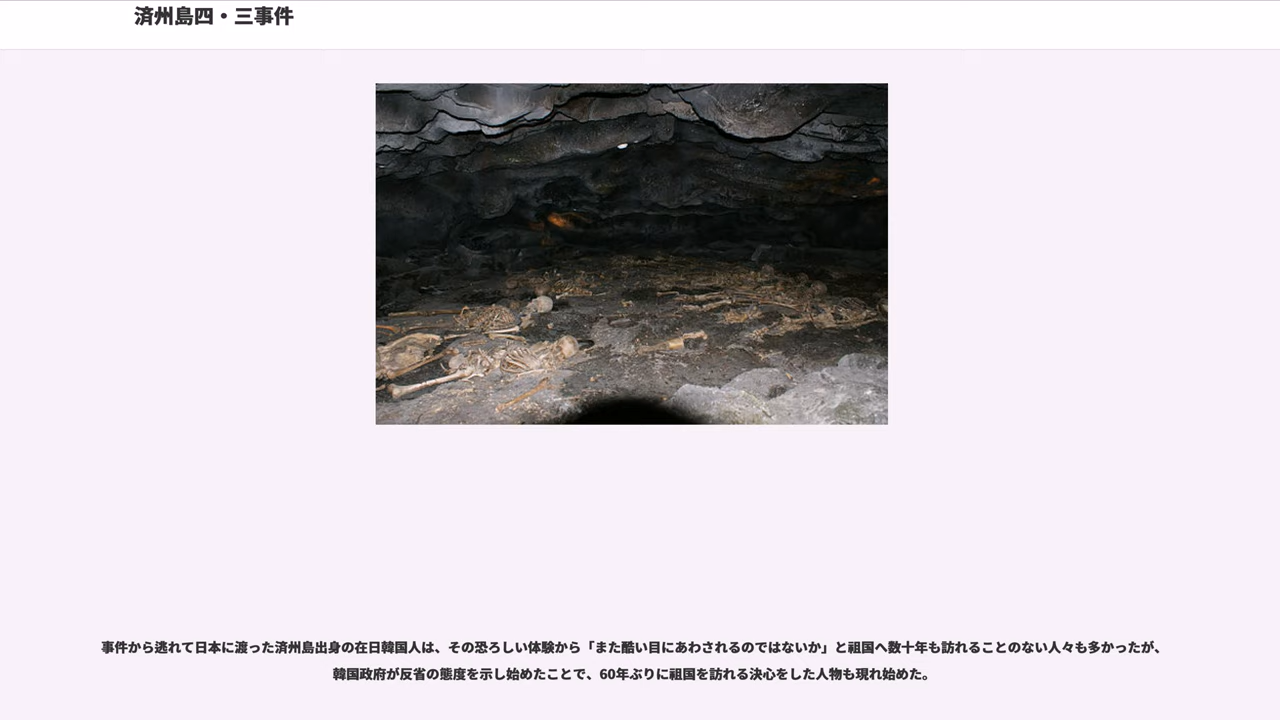 済州島四・三事件
事件から逃れて日本に渡った済州島出身の在日韓国人は、その恐ろしい体験から「また酷い目にあわされるのではないか」と祖国へ数十年も訪れることのない人々も多かったが、
韓国政府が反省の態度を示し始めたことで、60年ぶりに祖国を訪れる決心をした人物も現れ始めた。